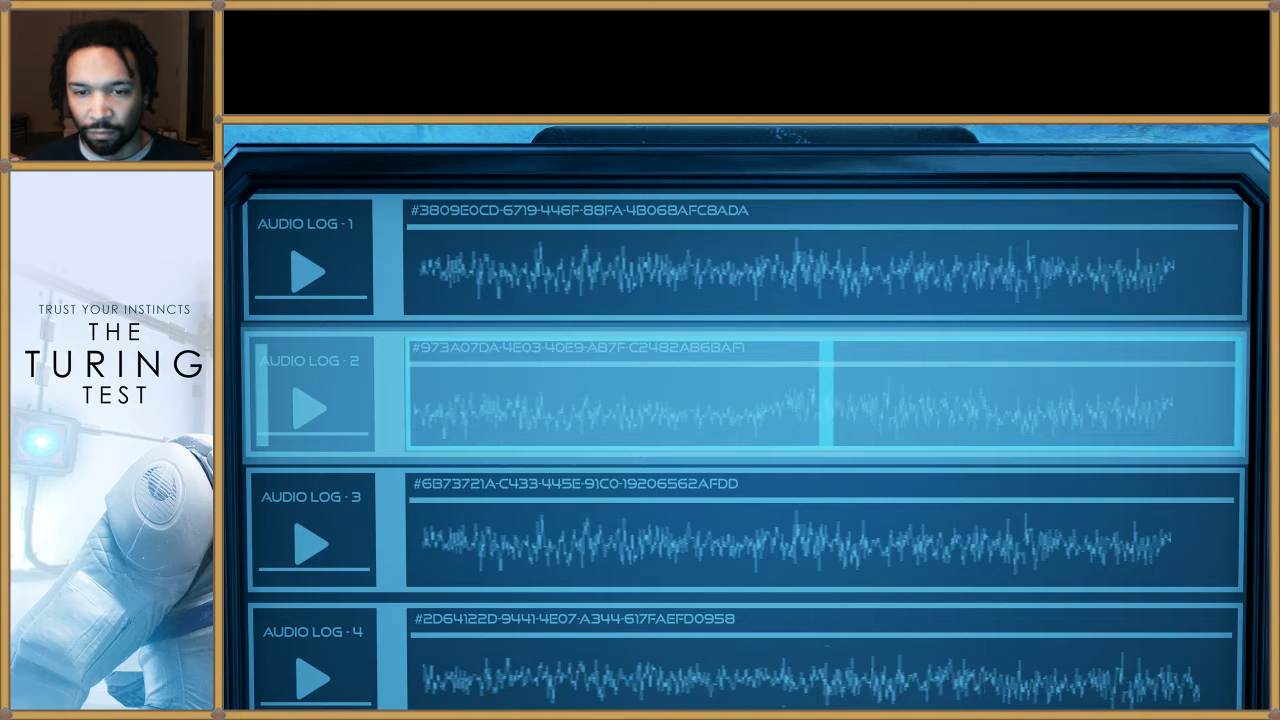 TRUST YOUR INSTINCTS
THE
TURING
TEST
AUDIO LOG - 1
#3809E0CD-6719-446F-88FA-4B068AFC8ADA
AUDIO LOG - 2
#973A07DA-4E03-40E9-A87F-C2482A86BAF1
AUDIO LOG - 3
#6B73721A-C433-445E-91C0-19206562AFDD
AUDIO LOG - 4
#2D64122D-9441-4E07-A344-617FAEFD0958